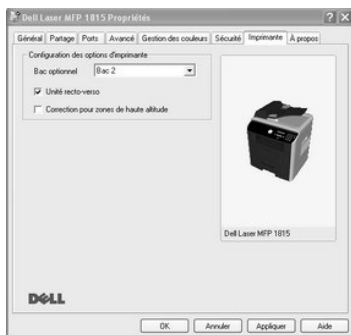 Dell Laser MFP 1815 Propriétés
Général Partage Ports Avancé Gestion des couleurs Sécurité Imprimante À propos
Configuration des options d'imprimante
Bac optionnel Bac 2
Unité recto-verso
Correction pour zones de haute altitude
Dell Laser MFP 1815
DELL
OK Annuler Appliquer Aide